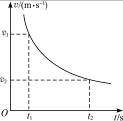 v/(m·s⁻¹)
v₁
v₂
O
t₁
t₂
t/s